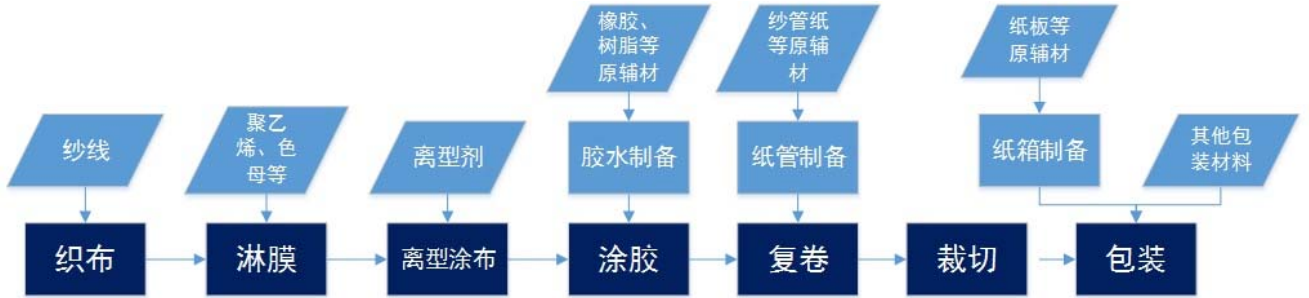 橡胶、
树脂等
原辅材
纱管纸
等原辅
材
纸板等
原辅材
纱线
聚乙
烯、色
母等
离型剂
胶水制备
纸管制备
纸箱制备
其他包
装材料
织布
淋膜
离型涂布
涂胶
复卷
裁切
包装